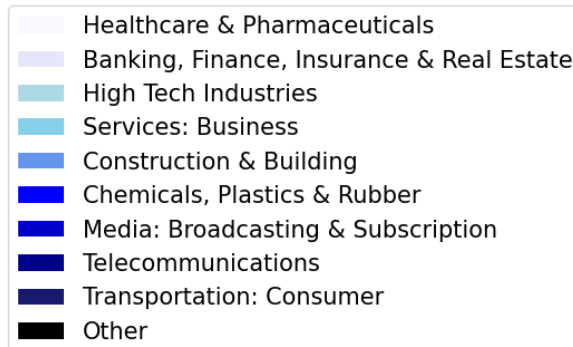 Healthcare & Pharmaceuticals
Banking, Finance, Insurance & Real Estate
High Tech Industries
Services: Business
Construction & Building
Chemicals, Plastics & Rubber
Media: Broadcasting & Subscription
Telecommunications
Transportation: Consumer
Other